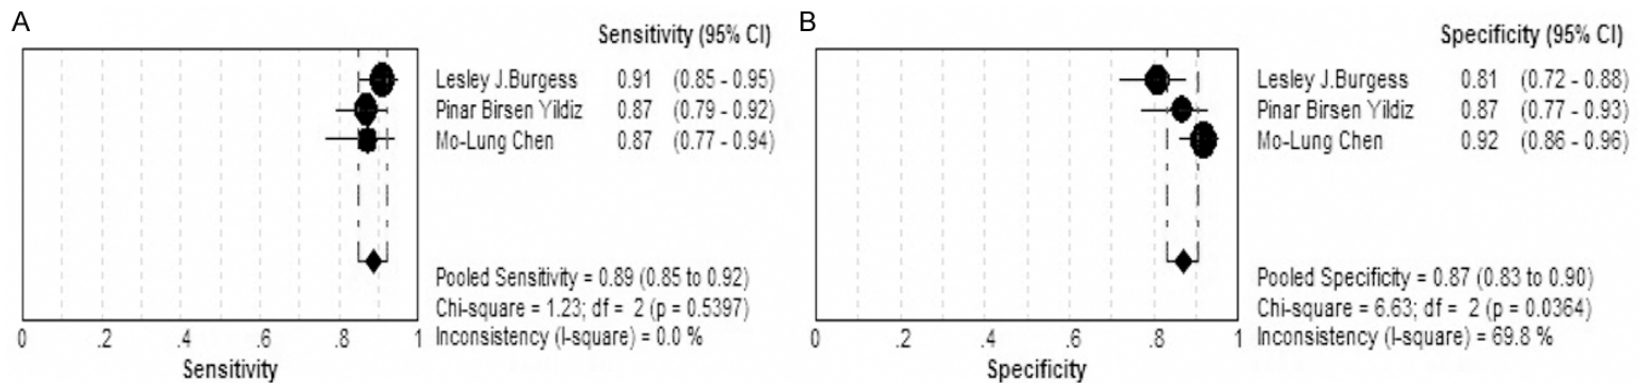 A
Sensitivity (95% CI)
Lesley J.Burgess 0.91 (0.85 - 0.95)
Pinar Birsen Yildiz 0.87 (0.79 - 0.92)
Mo-Lung Chen 0.87 (0.77 - 0.94)
Pooled Sensitivity = 0.89 (0.85 to 0.92)
Chi-square = 1.23; df = 2 (p = 0.5397)
Inconsistency (I-square) = 0.0 %
0 .2 .4 .6 .8 1
Sensitivity
B
Specificity (95% CI)
Lesley J.Burgess 0.81 (0.72 - 0.88)
Pinar Birsen Yildiz 0.87 (0.77 - 0.93)
Mo-Lung Chen 0.92 (0.86 - 0.96)
Pooled Specificity = 0.87 (0.83 to 0.90)
Chi-square = 6.63; df = 2 (p = 0.0364)
Inconsistency (I-square) = 69.8 %
0 .2 .4 .6 .8 1
Specificity